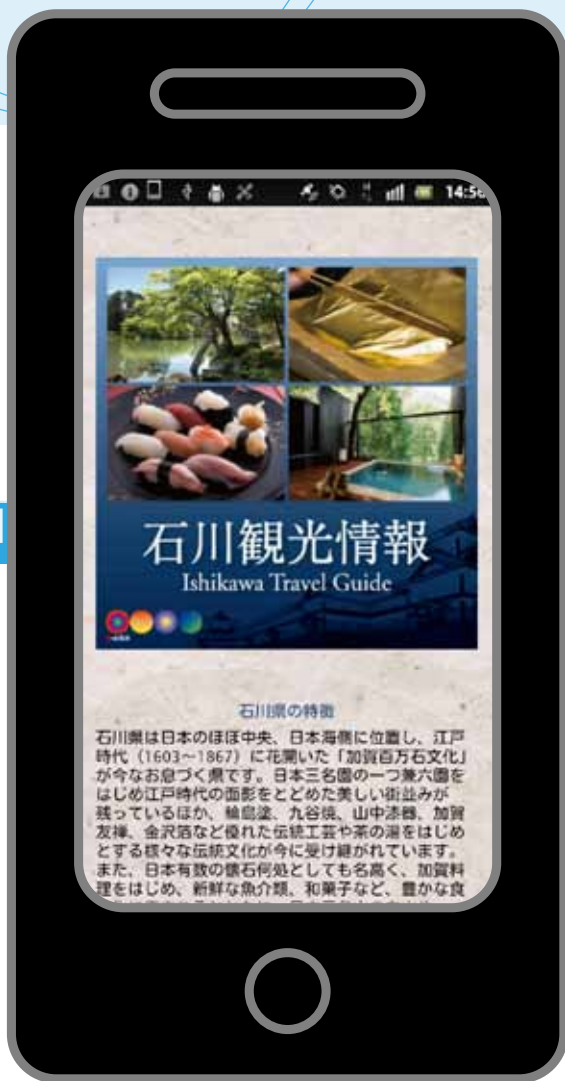 14:56
石川観光情報
Ishikawa Travel Guide
石川県の特徴
石川県は日本のほぼ中央、日本海側に位置し、江戸
時代（1603～1867）に花開いた「加賀百万石文化」
が今なお息づく県です。日本三名園の一つ兼六園を
はじめ江戸時代の面影をとどめた美しい街並みが
残っているほか、輪島塗、九谷焼、山中漆器、加賀
友禅、金沢箔など優れた伝統工芸や茶の湯をはじめ
とする様々な伝統文化が今に受け継がれています。
また、日本有数の懐石何処としても名高く、加賀料
理をはじめ、新鮮な魚介類、和菓子など、豊かな食